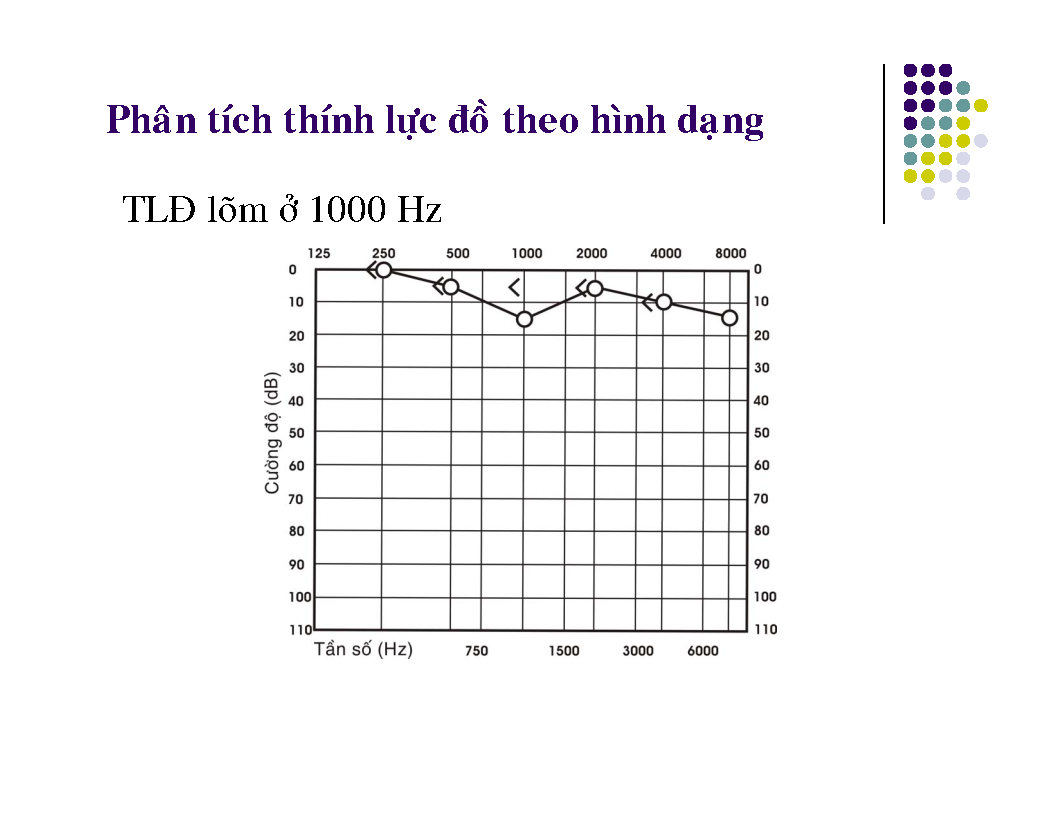 Phân tích thính lực đồ theo hình dạng
TLĐ lõm ở 1000 Hz
125 250 500 1000 2000 4000 8000
0 0
10 10
20 20
30 30
40 40
50 50
60 60
70 70
80 80
90 90
100 100
110 110
Cường độ (dB)
Tần số (Hz) 750 1500 3000 6000